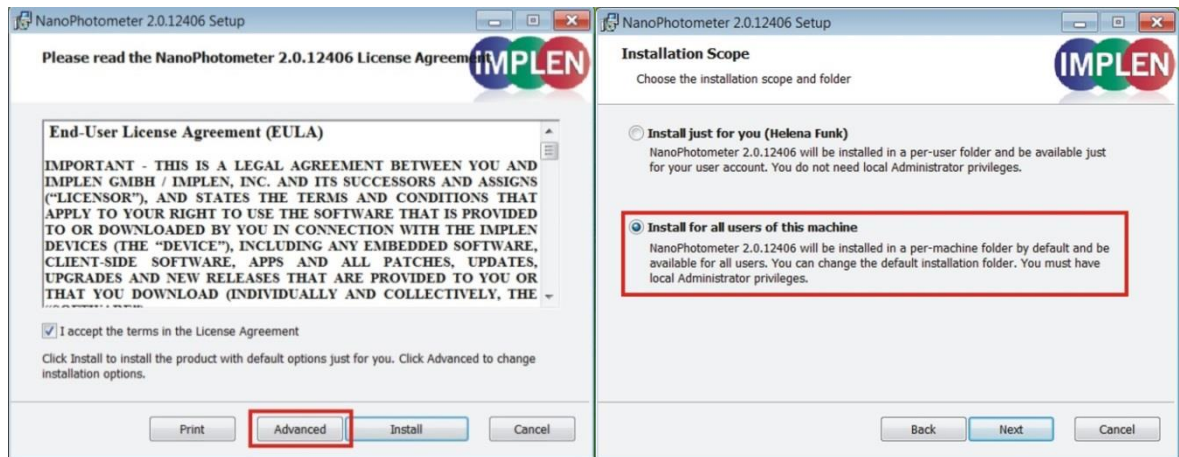 NanoPhotometer 2.0.12406 Setup
Please read the NanoPhotometer 2.0.12406 License Agreement
IMPLEN
End-User License Agreement (EULA)
IMPORTANT - THIS IS A LEGAL AGREEMENT BETWEEN YOU AND
IMPLEN GMBH / IMPLEN, INC. AND ITS SUCCESSORS AND ASSIGNS
("LICENSOR"), AND STATES THE TERMS AND CONDITIONS THAT
APPLY TO YOUR RIGHT TO USE THE SOFTWARE THAT IS PROVIDED
TO OR DOWNLOADED BY YOU IN CONNECTION WITH THE IMPLEN
DEVICES (THE "DEVICE"), INCLUDING ANY EMBEDDED SOFTWARE,
CLIENT-SIDE SOFTWARE, APPS AND ALL PATCHES, UPDATES,
UPGRADES AND NEW RELEASES THAT ARE PROVIDED TO YOU OR
THAT YOU DOWNLOAD (INDIVIDUALLY AND COLLECTIVELY, THE
I accept the terms in the License Agreement
Click Install to install the product with default options just for you. Click Advanced to change
installation options.
Print Advanced Install Cancel
NanoPhotometer 2.0.12406 Setup
Installation Scope
Choose the installation scope and folder
IMPLEN
Install just for you (Helena Funk)
NanoPhotometer 2.0.12406 will be installed in a per-user folder and be available just
for your user account. You do not need local Administrator privileges.
Install for all users of this machine
NanoPhotometer 2.0.12406 will be installed in a per-machine folder by default and be
available for all users. You can change the default installation folder. You must have
local Administrator privileges.
Back Next Cancel